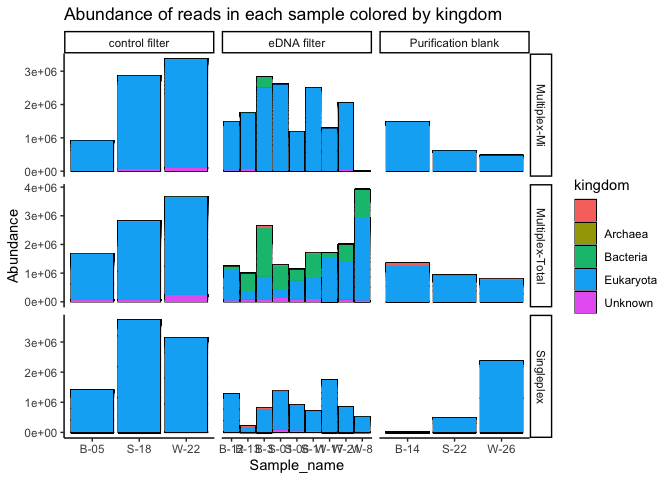 Abundance of reads in each sample colored by kingdom
control filter eDNA filter Purification blank
3e+06
2e+06
1e+06
0e+00
Multiplex-Mi
4e+06
3e+06
2e+06
1e+06
0e+00
Multiplex-Total
3e+06
2e+06
1e+06
0e+00
Singleplex
Abundance
B-05 S-18 W-22 B-12 B-13 B-3 W-8 B-14 S-22 W-26
Sample_name
kingdom
Archaea
Bacteria
Eukaryota
Unknown